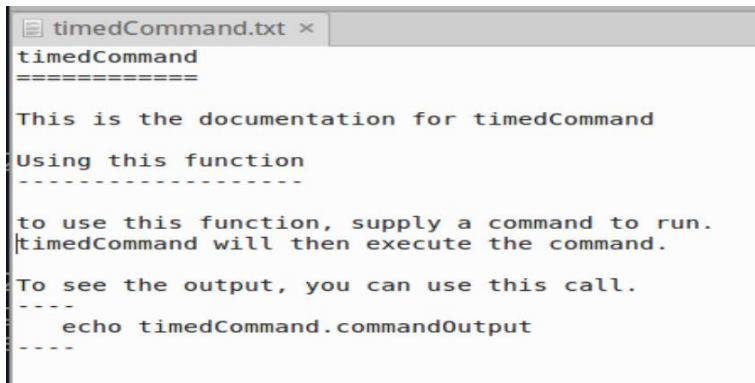 timedCommand.txt ×
timedCommand
============
This is the documentation for timedCommand
Using this function
-------------------
to use this function, supply a command to run.
timedCommand will then execute the command.
To see the output, you can use this call.
----
echo timedCommand.commandOutput
----